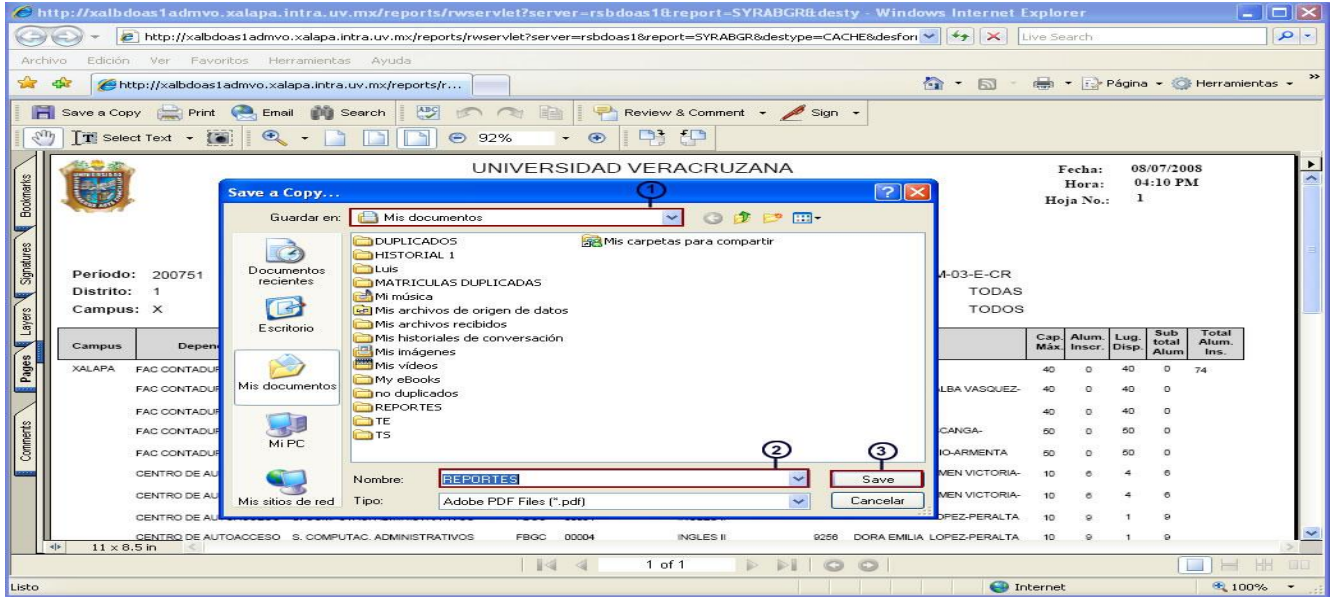 http://xalbdoas1admvo.xalapa.intra.uv.mx/reports/rwservlet?server=rsbdoas1&report=SYRABGR&desty - Windows Internet Explorer
http://xalbdoas1admvo.xalapa.intra.uv.mx/reports/rwservlet?server=rsbdoas1&report=SYRABGR&destype=CACHE&desforı Live Search
Archivo Edición Ver Favoritos Herramientas Ayuda
http://xalbdoas1admvo.xalapa.intra.uv.mx/reports/r... Página Herramientas
Save a Copy Print Email Search Review & Comment Sign
Select Text 92%
UNIVERSIDAD VERACRUZANA
Fecha: 08/07/2008
Hora: 04:10 PM
Hoja No.: 1
Save a Copy...
1
Guardar en: Mis documentos
Documentos recientes
Escritorio
Mis documentos
Mi PC
Mis sitios de red
DUPLICADOS
HISTORIAL 1
Luis
MATRICULAS DUPLICADAS
Mi música
Mis archivos de origen de datos
Mis archivos recibidos
Mis historiales de conversación
Mis imágenes
Mis vídeos
My eBooks
no duplicados
REPORTES
TE
TS
Mis carpetas para compartir
2
3
Nombre: REPORTES Save
Tipo: Adobe PDF Files (*.pdf) Cancelar
Bookmarks
Signatures
Layers
Pages
Comments
Periodo: 200751 M-03-E-CR
Distrito: 1 TODAS
Campus: X TODOS
Campus Depen Cap. Máx. Alum. Inscr. Lug. Disp. Sub total Alum Total Alum. Ins.
XALAPA FAC CONTADUR 40 0 40 0 74
FAC CONTADUR LBA VASQUEZ- 40 0 40 0
FAC CONTADUR 40 0 40 0
FAC CONTADUR CANGA- 50 0 50 0
FAC CONTADUR IO-ARMENTA 50 0 50 0
CENTRO DE AU MEN VICTORIA- 10 6 4 6
CENTRO DE AU MEN VICTORIA- 10 6 4 6
CENTRO DE AU OPEZ-PERALTA 10 9 1 9
CENTRO DE AUTOACCESO S. COMPUTAC. ADMINISTRATIVOS FBGC 00004 INGLES II 9256 DORA EMILIA LOPEZ-PERALTA 10 9 1 9
11 x 8.5 in
1 of 1
Listo Internet 100%